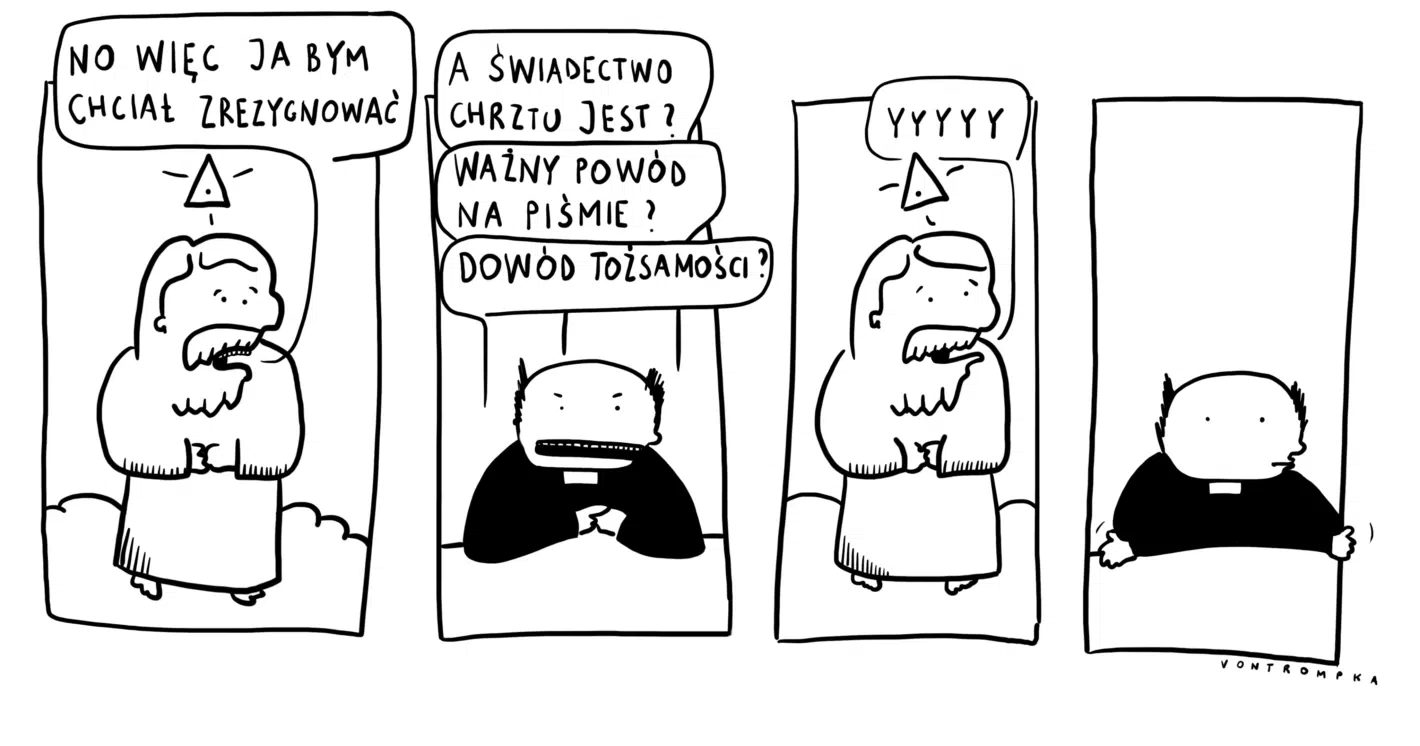 NO WIĘC JA BYM
CHCIAŁ ZREZYGNOWAĆ
A ŚWIADECTWO
CHRZTU JEST?
WAŻNY POWÓD
NA PIŚMIE?
DOWÓD TOŻSAMOŚCI?
YYYYY
VONTROMPKA